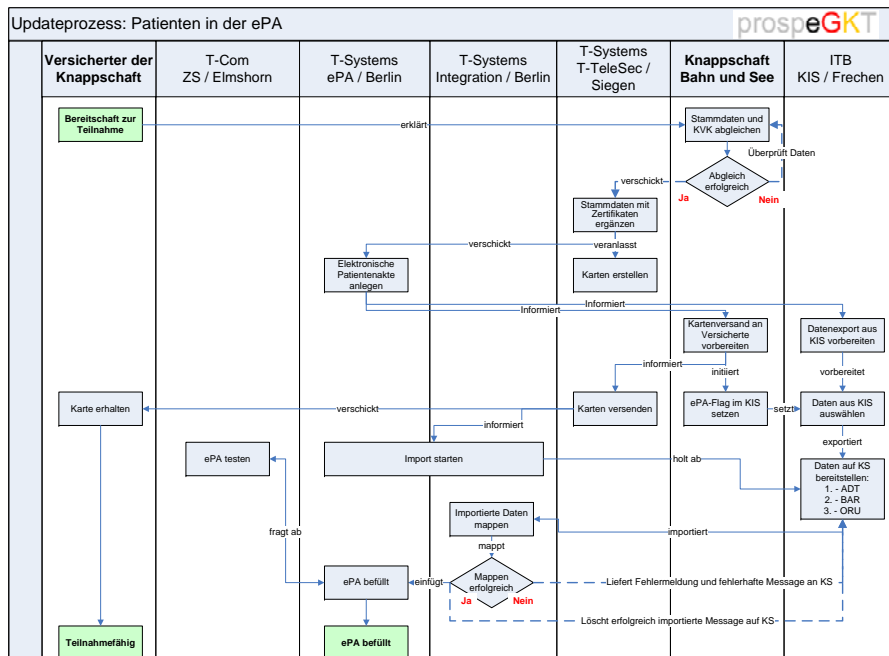 Updateprozess: Patienten in der ePA
prospeGKT
Versicherter der
Knappschaft
T-Com
ZS / Elmshorn
T-Systems
ePA / Berlin
T-Systems
Integration / Berlin
T-Systems
T-TeleSec /
Siegen
Knappschaft
Bahn und See
ITB
KIS / Frechen
Bereitschaft zur
Teilnahme
erklärt
Stammdaten und
KVK abgleichen
Überprüft Daten
Abgleich
erfolgreich
verschickt
Ja
Nein
Stammdaten mit
Zertifikaten
ergänzen
verschickt
veranlasst
Elektronische
Patientenakte
anlegen
Karten erstellen
Informiert
Informiert
Kartenversand an
Versicherte
vorbereiten
Datenexport aus
KIS vorbereiten
informiert
initiiert
vorbereitet
Karte erhalten
verschickt
Karten versenden
ePA-Flag im KIS
setzen
setzt
Daten aus KIS
auswählen
informiert
exportiert
ePA testen
Import starten
holt ab
Daten auf KS
bereitstellen:
1. - ADT
2. - BAR
3. - ORU
Importierte Daten
mappen
importiert
fragt ab
mappt
ePA befüllt
einfügt
Mappen
erfolgreich
Liefert Fehlermeldung und fehlerhafte Message an KS
Ja
Nein
Löscht erfolgreich importierte Message auf KS
Teilnahmefähig
ePA befüllt